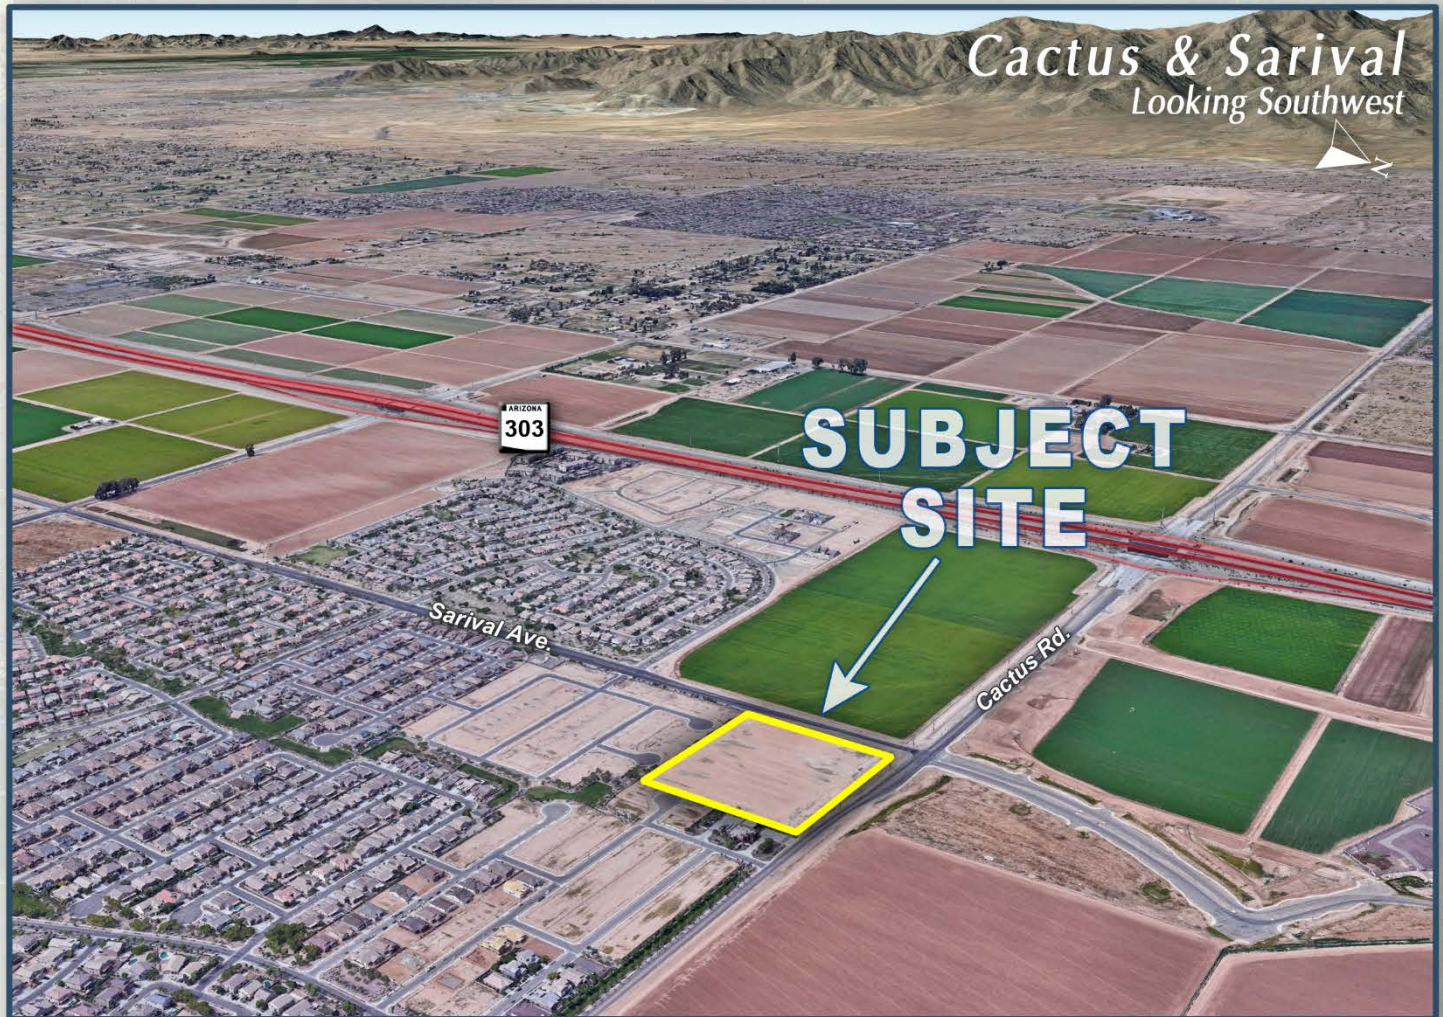 Cactus & Sarival
Looking Southwest
N
ARIZONA
303
SUBJECT
SITE
Sarival Ave.
Cactus Rd.